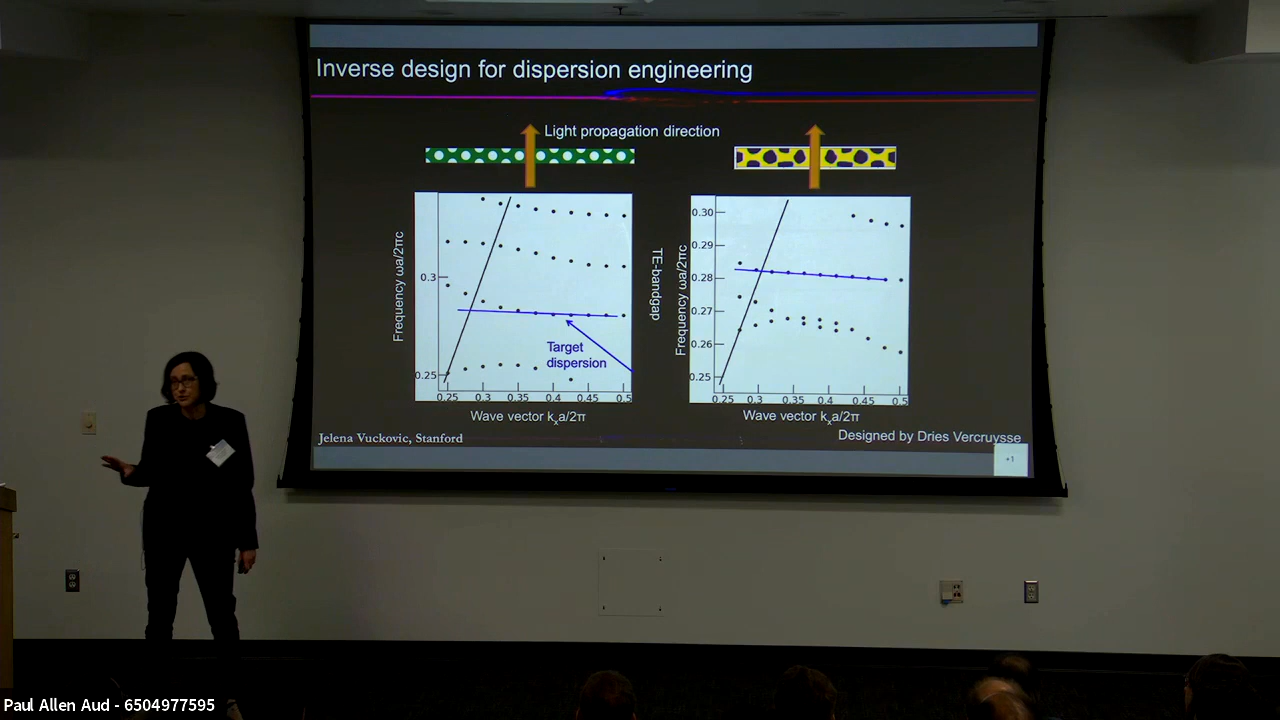 Inverse design for dispersion engineering
Light propagation direction
Frequency ωa/2πc
0.3
0.25
0.25 0.3 0.35 0.4 0.45 0.5
Target
dispersion
Wave vector kₓa/2π
TE-bandgap
Frequency ωa/2πc
0.30
0.29
0.28
0.27
0.26
0.25
0.25 0.3 0.35 0.4 0.45 0.5
Wave vector kₓa/2π
Jelena Vuckovic, Stanford
Designed by Dries Vercruysse
+1
Paul Allen Aud - 6504977595